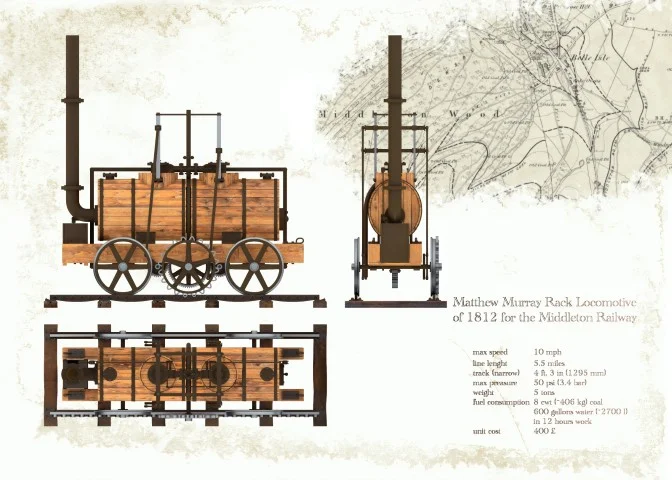 Belle Isle
Middleton Wood
Matthew Murray Rack Locomotive
of 1812 for the Middleton Railway
max speed 10 mph
line lenght 5.5 miles
track (narrow) 4 ft, 3 in (1295 mm)
max pressure 50 psi (3.4 bar)
weight 5 tons
fuel consumption 8 cwt (~406 kg) coal
600 gallons water (~2700 l)
in 12 hours work
unit cost 400 £